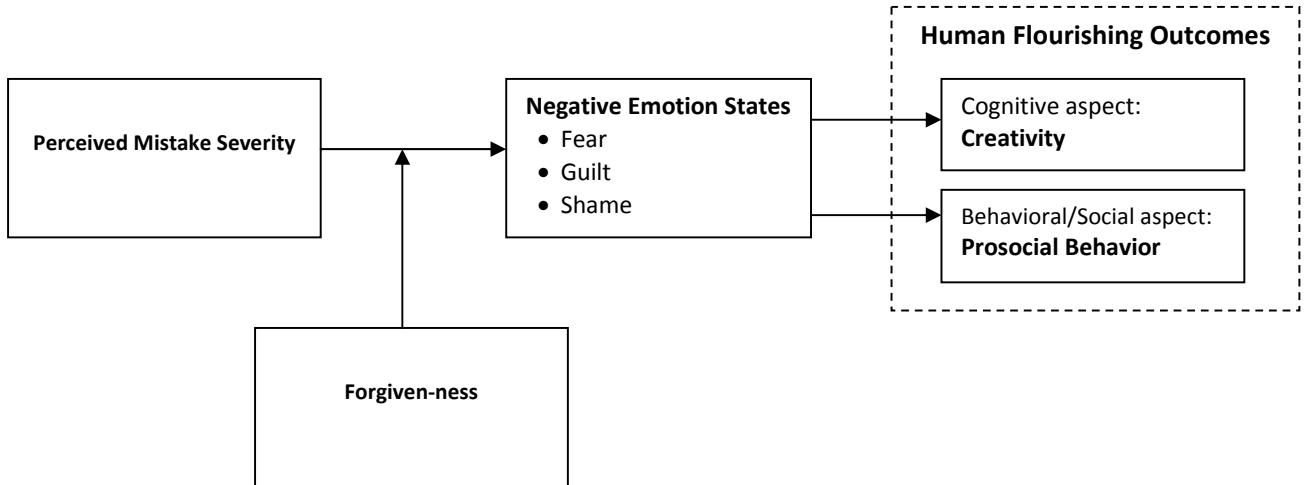 Human Flourishing Outcomes
Perceived Mistake Severity
Negative Emotion States
• Fear
• Guilt
• Shame
Cognitive aspect:
Creativity
Behavioral/Social aspect:
Prosocial Behavior
Forgiven-ness